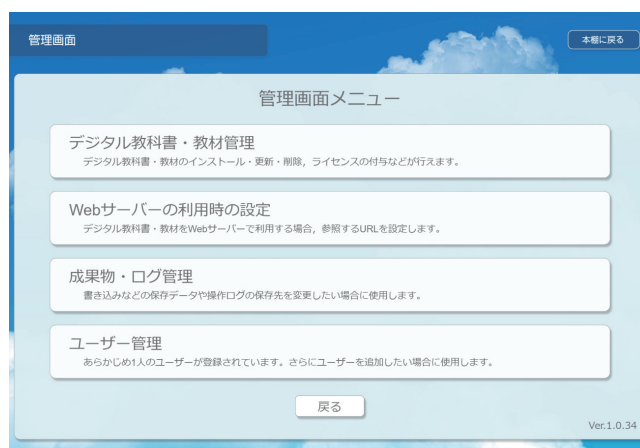 管理画面
本棚に戻る
管理画面メニュー
デジタル教科書・教材管理
デジタル教科書・教材のインストール・更新・削除，ライセンスの付与などが行えます。
Webサーバーの利用時の設定
デジタル教科書・教材をWebサーバーで利用する場合，参照するURLを設定します。
成果物・ログ管理
書き込みなどの保存データや操作ログの保存先を変更したい場合に使用します。
ユーザー管理
あらかじめ1人のユーザーが登録されています。さらにユーザーを追加したい場合に使用します。
戻る
Ver.1.0.34